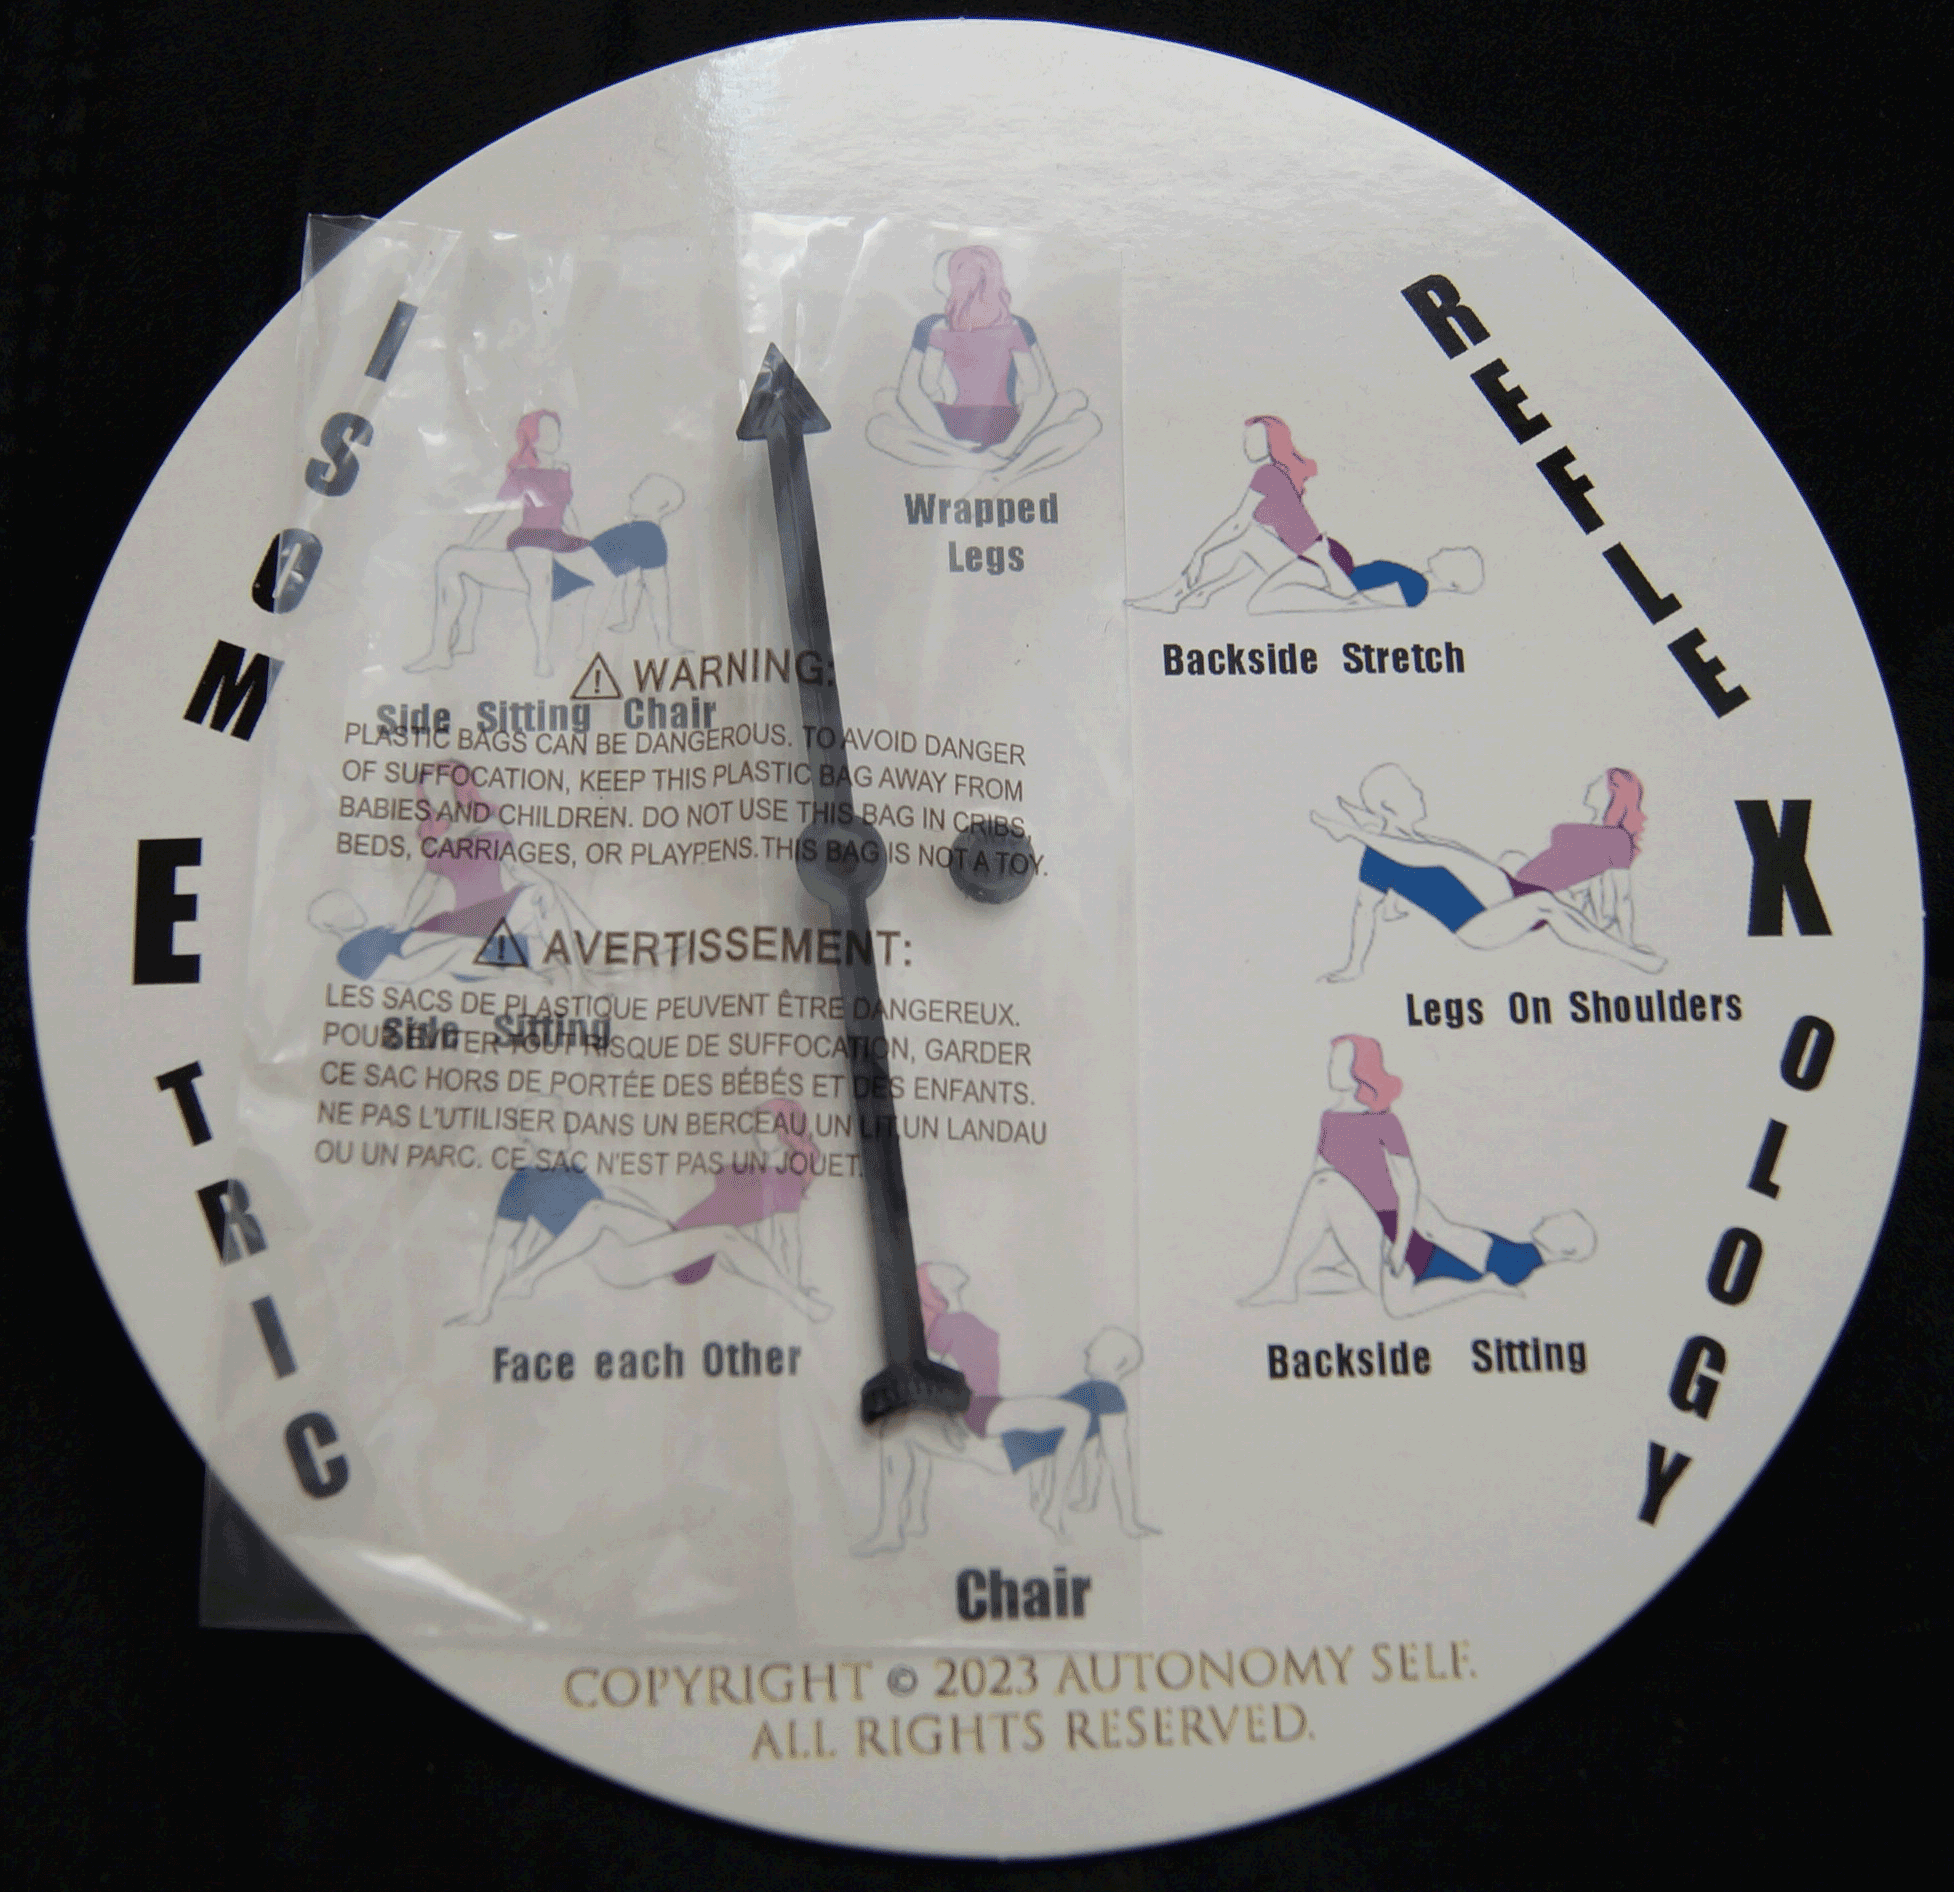 ISOMETRIC
REFLEXOLOGY
Wrapped
Legs
Backside Stretch
Side Sitting Chair
Legs On Shoulders
Side Sitting
Face each Other
Backside Sitting
Chair
⚠ WARNING:
PLASTIC BAGS CAN BE DANGEROUS. TO AVOID DANGER
OF SUFFOCATION, KEEP THIS PLASTIC BAG AWAY FROM
BABIES AND CHILDREN. DO NOT USE THIS BAG IN CRIBS,
BEDS, CARRIAGES, OR PLAYPENS.THIS BAG IS NOT A TOY.
⚠ AVERTISSEMENT:
LES SACS DE PLASTIQUE PEUVENT ÊTRE DANGEREUX.
POUR ÉVITER TOUT RISQUE DE SUFFOCATION, GARDER
CE SAC HORS DE PORTÉE DES BÉBÉS ET DES ENFANTS.
NE PAS L'UTILISER DANS UN BERCEAU,UN LIT,UN LANDAU
OU UN PARC. CE SAC N'EST PAS UN JOUET.
COPYRIGHT © 2023 AUTONOMY SELF.
ALL RIGHTS RESERVED.